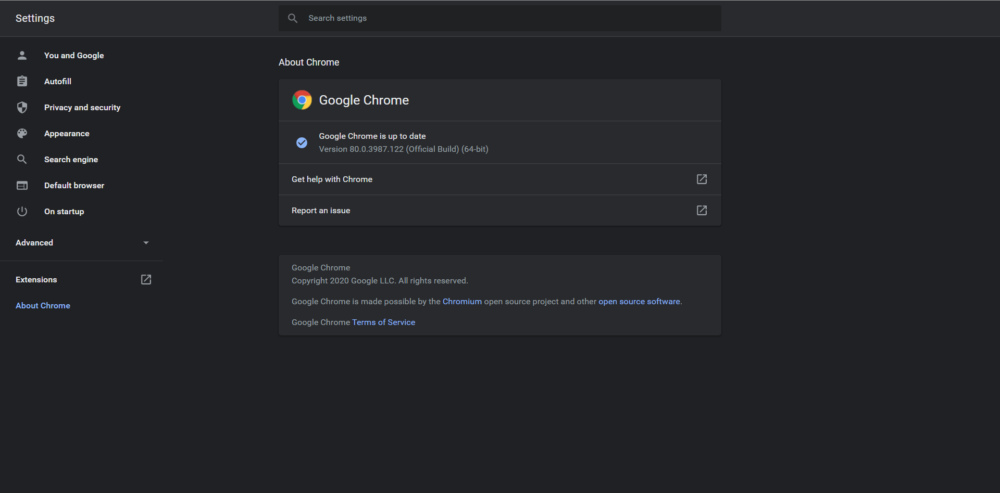 Settings
Search settings
You and Google
Autofill
Privacy and security
Appearance
Search engine
Default browser
On startup
Advanced
Extensions
About Chrome
About Chrome
Google Chrome
Google Chrome is up to date
Version 80.0.3987.122 (Official Build) (64-bit)
Get help with Chrome
Report an issue
Google Chrome
Copyright 2020 Google LLC. All rights reserved.
Google Chrome is made possible by the Chromium open source project and other open source software.
Google Chrome Terms of Service